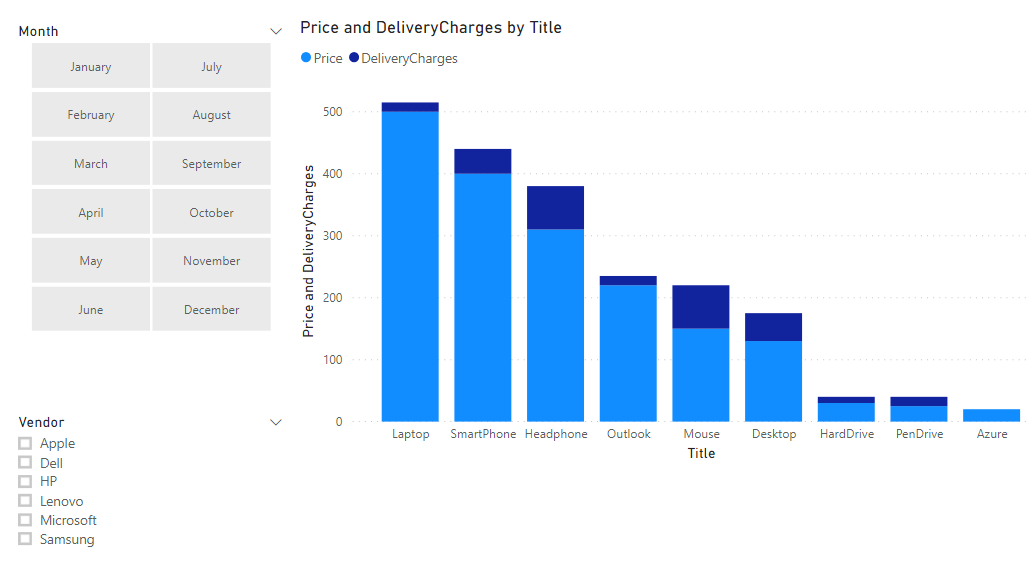 Month
January July
February August
March September
April October
May November
June December
Vendor
Apple
Dell
HP
Lenovo
Microsoft
Samsung
Price and DeliveryCharges by Title
Price DeliveryCharges
Price and DeliveryCharges
500
400
300
200
100
0
Laptop SmartPhone Headphone Outlook Mouse Desktop HardDrive PenDrive Azure
Title